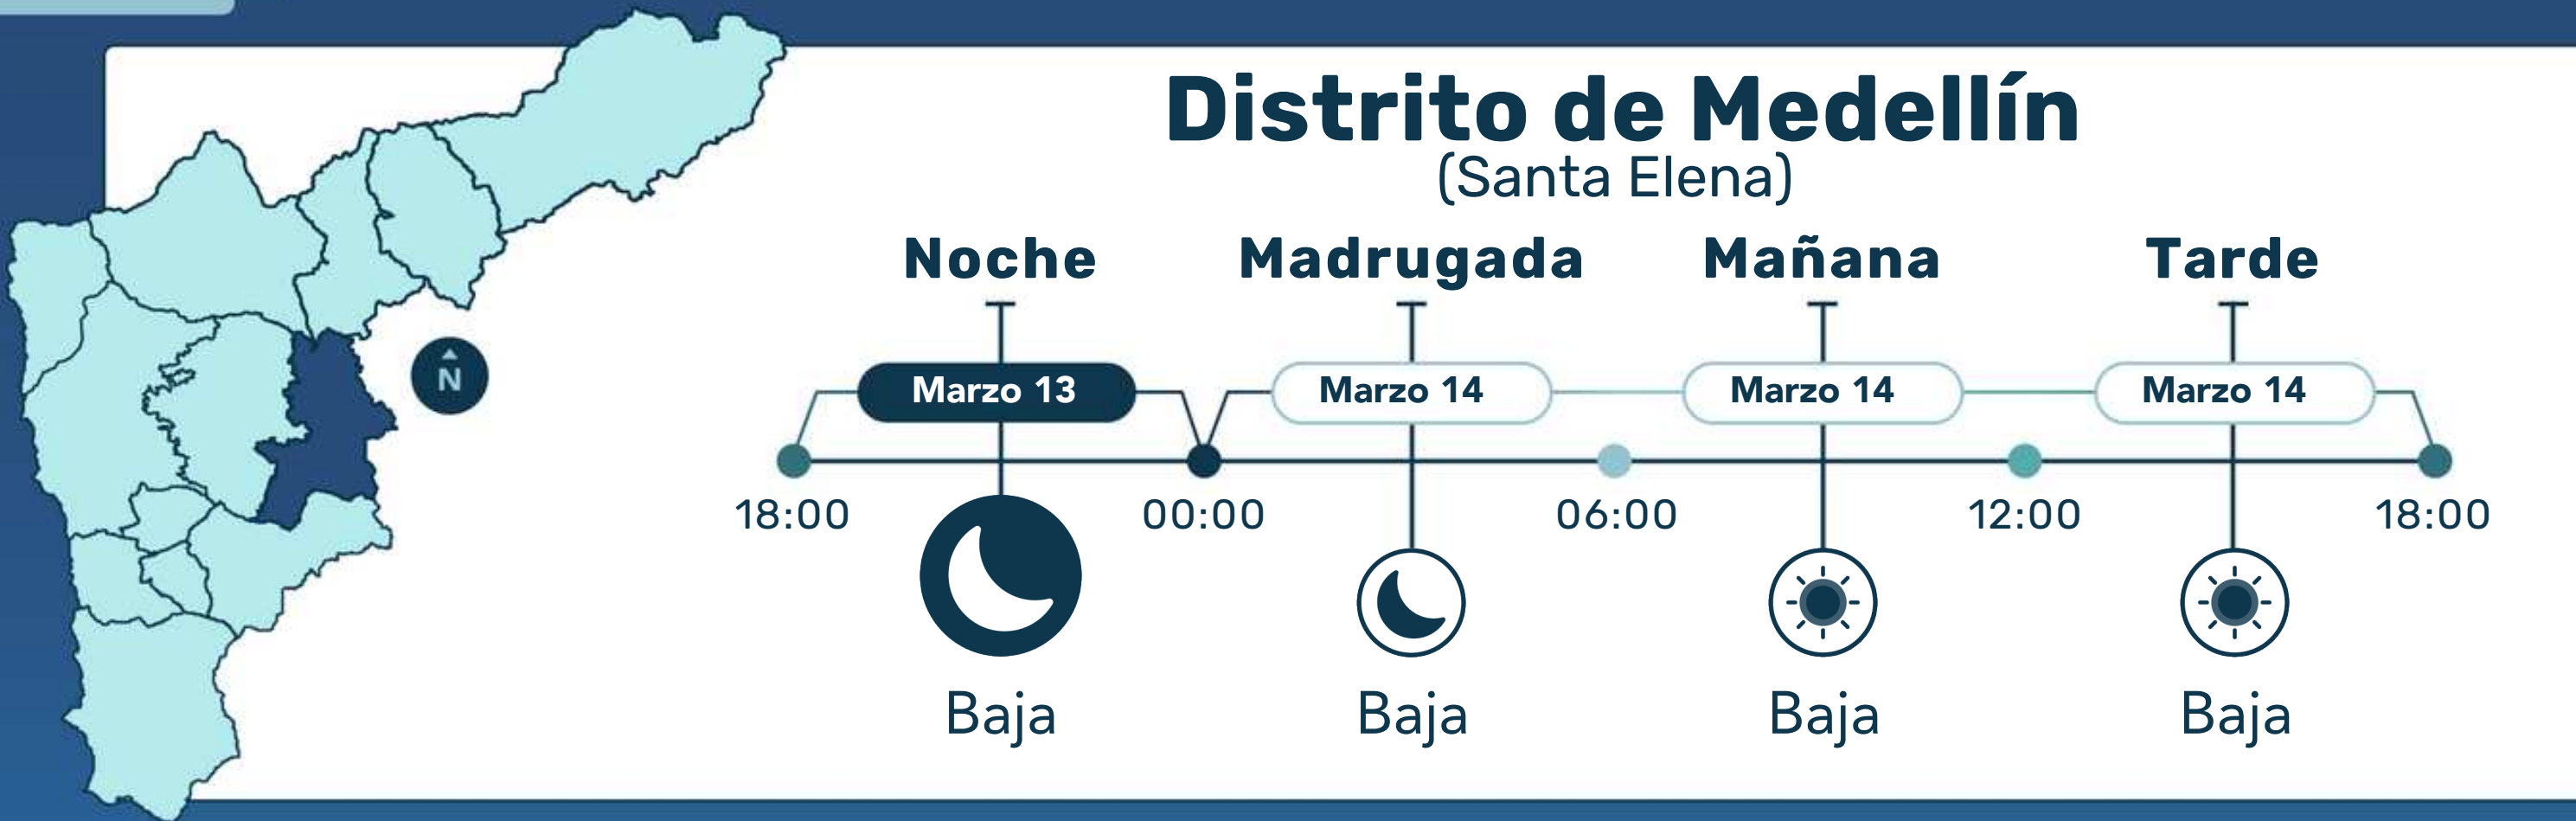 Distrito de Medellín
(Santa Elena)
Noche Madrugada Mañana Tarde
N
Marzo 13 Marzo 14 Marzo 14 Marzo 14
18:00 00:00 06:00 12:00 18:00
Baja Baja Baja Baja